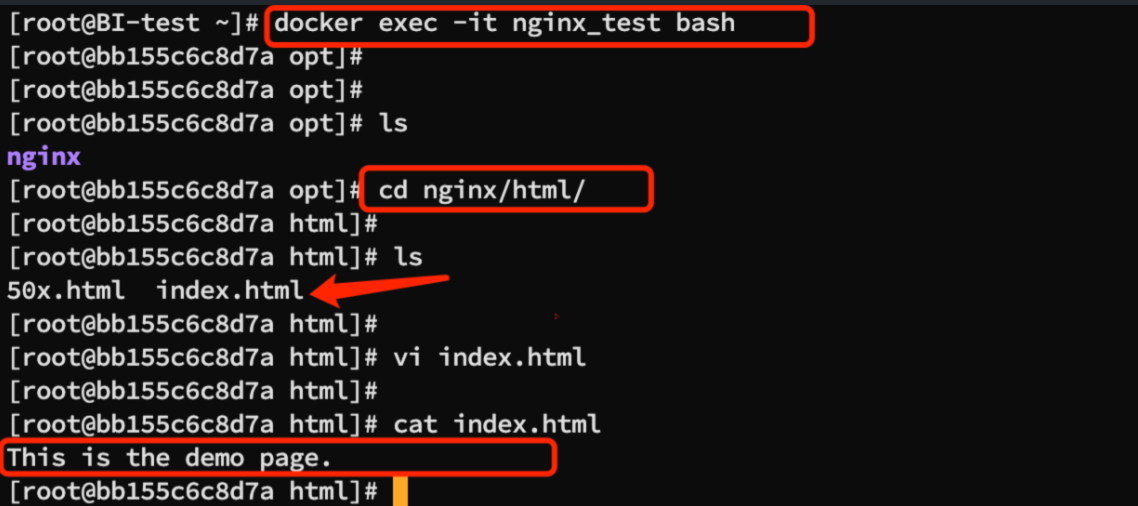 [root@BI-test ~]# docker exec -it nginx_test bash
[root@bb155c6c8d7a opt]#
[root@bb155c6c8d7a opt]#
[root@bb155c6c8d7a opt]# ls
nginx
[root@bb155c6c8d7a opt]# cd nginx/html/
[root@bb155c6c8d7a html]#
[root@bb155c6c8d7a html]# ls
50x.html  index.html
[root@bb155c6c8d7a html]#
[root@bb155c6c8d7a html]# vi index.html
[root@bb155c6c8d7a html]#
[root@bb155c6c8d7a html]# cat index.html
This is the demo page.
[root@bb155c6c8d7a html]#